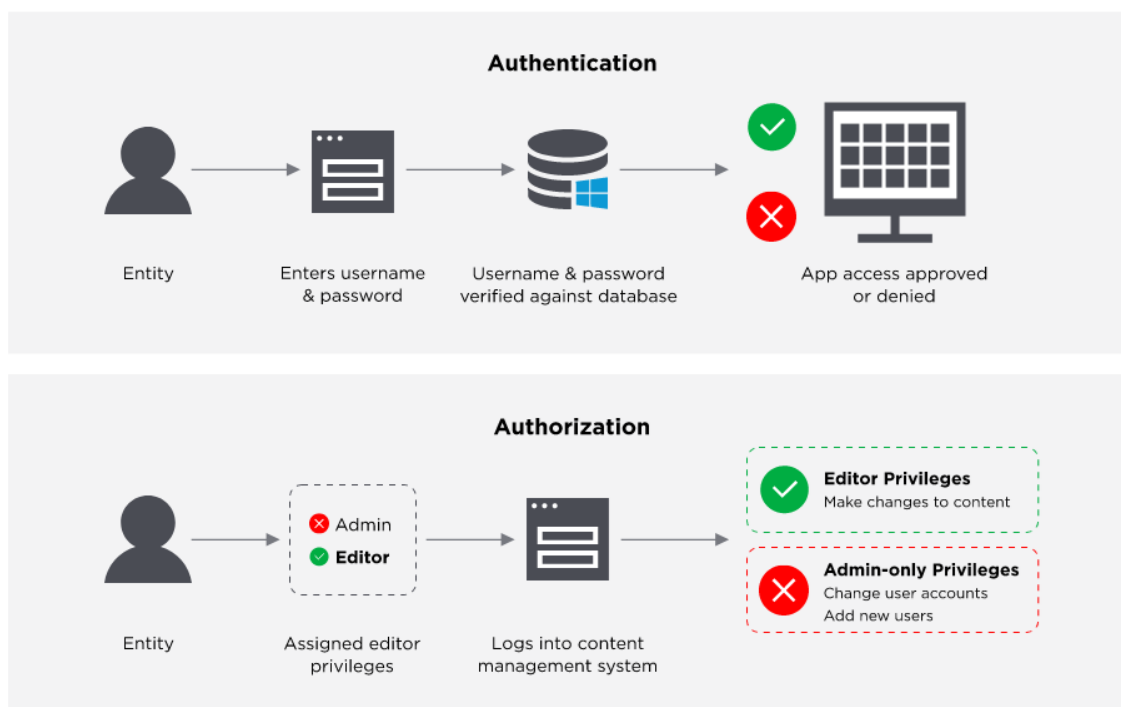 Authentication
Entity
Enters username
& password
Username & password
verified against database
App access approved
or denied
Authorization
Entity
Admin
Editor
Assigned editor
privileges
Logs into content
management system
Editor Privileges
Make changes to content
Admin-only Privileges
Change user accounts
Add new users